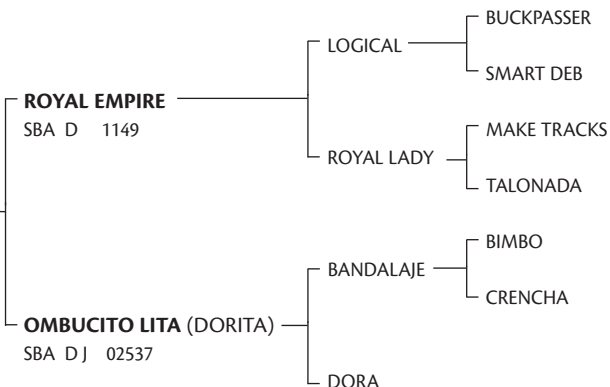 BUCKPASSER
LOGICAL
SMART DEB
ROYAL EMPIRE
SBA D 1149
MAKE TRACKS
ROYAL LADY
TALONADA
BIMBO
BANDALAJE
CRENCHA
OMBUCITO LITA (DORITA)
SBA D J 02537
DORA